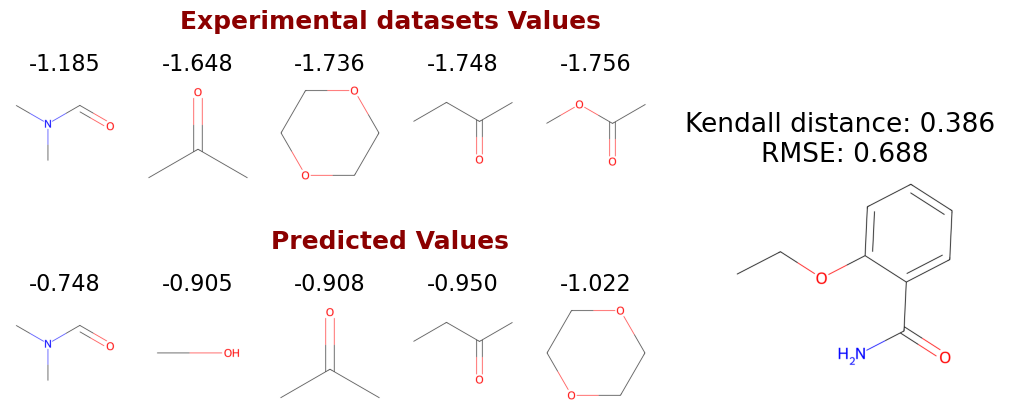 Experimental datasets Values
-1.185 -1.648 -1.736 -1.748 -1.756
N O O O O O O O
Kendall distance: 0.386
RMSE: 0.688
Predicted Values
-0.748 -0.905 -0.908 -0.950 -1.022
N O OH O O O O
O
H2N O